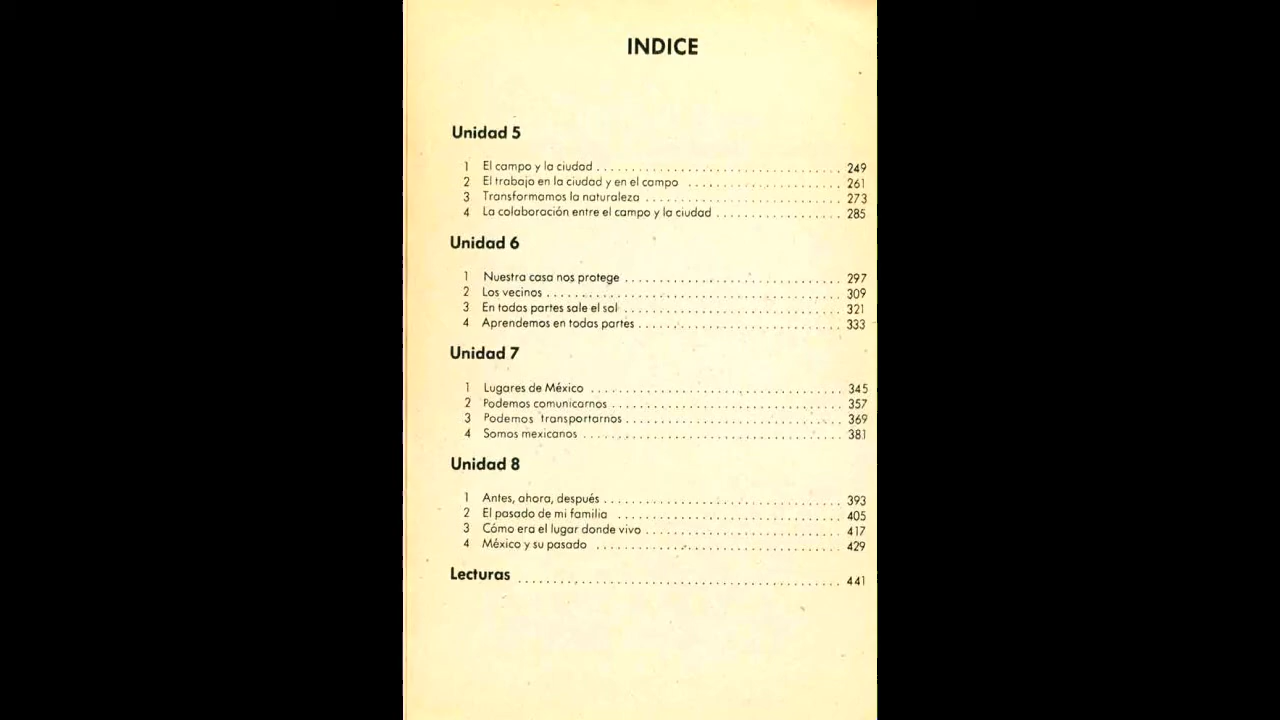 INDICE
Unidad 5
1 El campo y la ciudad . . . . . . . . . . . . . . . . . . . . . . . . . . . . . . . . . . . 249
2 El trabajo en la ciudad y en el campo . . . . . . . . . . . . . . . . . . . . . . 261
3 Transformamos la naturaleza . . . . . . . . . . . . . . . . . . . . . . . . . . . . 273
4 La colaboración entre el campo y la ciudad . . . . . . . . . . . . . . . . . . 285
Unidad 6
1 Nuestra casa nos protege . . . . . . . . . . . . . . . . . . . . . . . . . . . . . . . 297
2 Los vecinos . . . . . . . . . . . . . . . . . . . . . . . . . . . . . . . . . . . . . . . . . . 309
3 En todas partes sale el sol . . . . . . . . . . . . . . . . . . . . . . . . . . . . . . . 321
4 Aprendemos en todas partes . . . . . . . . . . . . . . . . . . . . . . . . . . . . . 333
Unidad 7
1 Lugares de México . . . . . . . . . . . . . . . . . . . . . . . . . . . . . . . . . . . . 345
2 Podemos comunicarnos . . . . . . . . . . . . . . . . . . . . . . . . . . . . . . . . . 357
3 Podemos transportarnos . . . . . . . . . . . . . . . . . . . . . . . . . . . . . . . 369
4 Somos mexicanos . . . . . . . . . . . . . . . . . . . . . . . . . . . . . . . . . . . . . 381
Unidad 8
1 Antes, ahora, después . . . . . . . . . . . . . . . . . . . . . . . . . . . . . . . . . . 393
2 El pasado de mi familia . . . . . . . . . . . . . . . . . . . . . . . . . . . . . . . . 405
3 Cómo era el lugar donde vivo . . . . . . . . . . . . . . . . . . . . . . . . . . . . 417
4 México y su pasado . . . . . . . . . . . . . . . . . . . . . . . . . . . . . . . . . . . 429
Lecturas . . . . . . . . . . . . . . . . . . . . . . . . . . . . . . . . . . . . . . . . . . . . . . 441